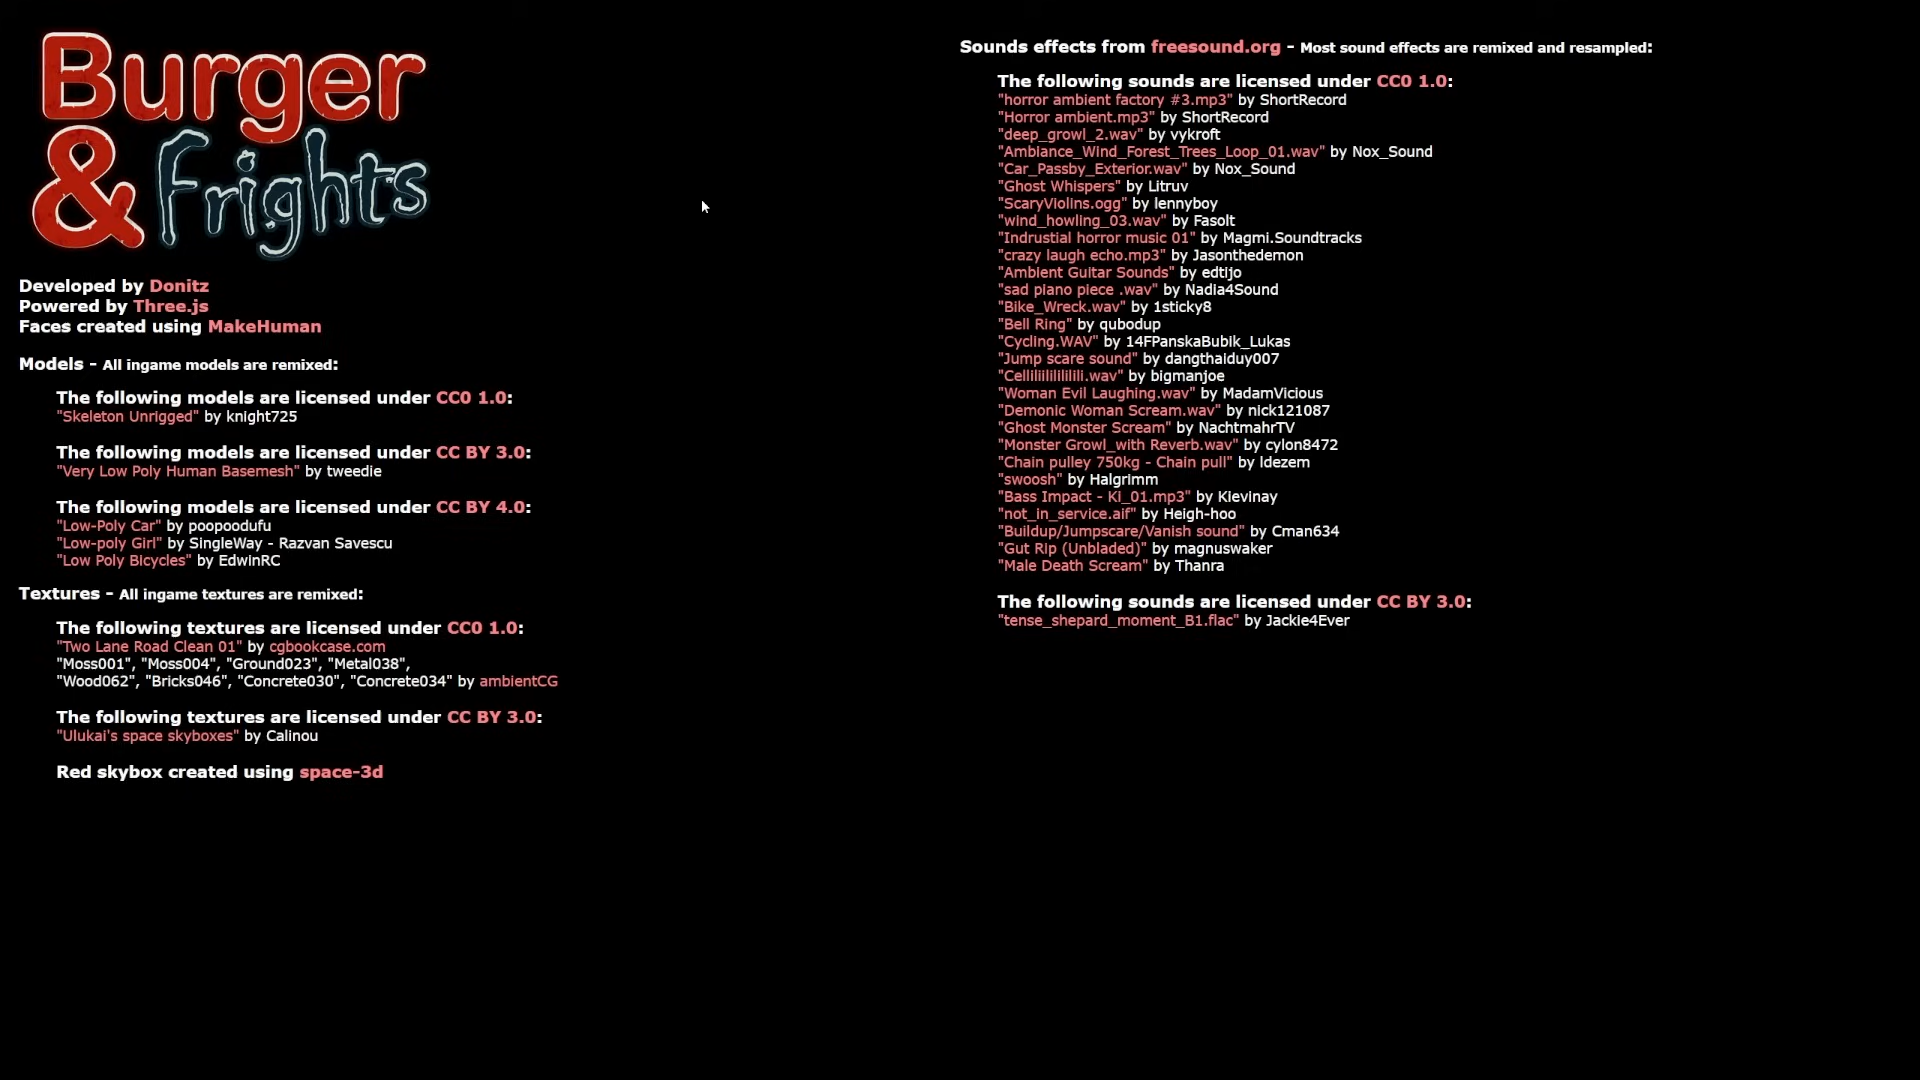 Burger
& Frights
Developed by Donitz
Powered by Three.js
Faces created using MakeHuman
Models - All ingame models are remixed:
The following models are licensed under CC0 1.0:
"Skeleton Unrigged" by knight725
The following models are licensed under CC BY 3.0:
"Very Low Poly Human Basemesh" by tweedie
The following models are licensed under CC BY 4.0:
"Low-Poly Car" by poopoodufu
"Low-poly Girl" by SingleWay - Razvan Savescu
"Low Poly Bicycles" by EdwinRC
Textures - All ingame textures are remixed:
The following textures are licensed under CC0 1.0:
"Two Lane Road Clean 01" by cgbookcase.com
"Moss001", "Moss004", "Ground023", "Metal038",
"Wood062", "Bricks046", "Concrete030", "Concrete034" by ambientCG
The following textures are licensed under CC BY 3.0:
"Ulukai's space skyboxes" by Calinou
Red skybox created using space-3d
Sounds effects from freesound.org - Most sound effects are remixed and resampled:
The following sounds are licensed under CC0 1.0:
"horror ambient factory #3.mp3" by ShortRecord
"Horror ambient.mp3" by ShortRecord
"deep_growl_2.wav" by vykroft
"Ambiance_Wind_Forest_Trees_Loop_01.wav" by Nox_Sound
"Car_Passby_Exterior.wav" by Nox_Sound
"Ghost Whispers" by Litruv
"ScaryViolins.ogg" by lennyboy
"wind_howling_03.wav" by Fasolt
"Indrustial horror music 01" by Magmi.Soundtracks
"crazy laugh echo.mp3" by Jasonthedemon
"Ambient Guitar Sounds" by edtijo
"sad piano piece .wav" by Nadia4Sound
"Bike_Wreck.wav" by 1sticky8
"Bell Ring" by qubodup
"Cycling.WAV" by 14FPanskaBubik_Lukas
"Jump scare sound" by dangthaiduy007
"Celliiililililili.wav" by bigmanjoe
"Woman Evil Laughing.wav" by MadamVicious
"Demonic Woman Scream.wav" by nick121087
"Ghost Monster Scream" by NachtmahrTV
"Monster Growl_with Reverb.wav" by cylon8472
"Chain pulley 750kg - Chain pull" by ldezem
"swoosh" by Halgrimm
"Bass Impact - Ki_01.mp3" by Kievinay
"not_in_service.aif" by Heigh-hoo
"Buildup/Jumpscare/Vanish sound" by Cman634
"Gut Rip (Unbladed)" by magnuswaker
"Male Death Scream" by Thanra
The following sounds are licensed under CC BY 3.0:
"tense_shepard_moment_B1.flac" by Jackie4Ever